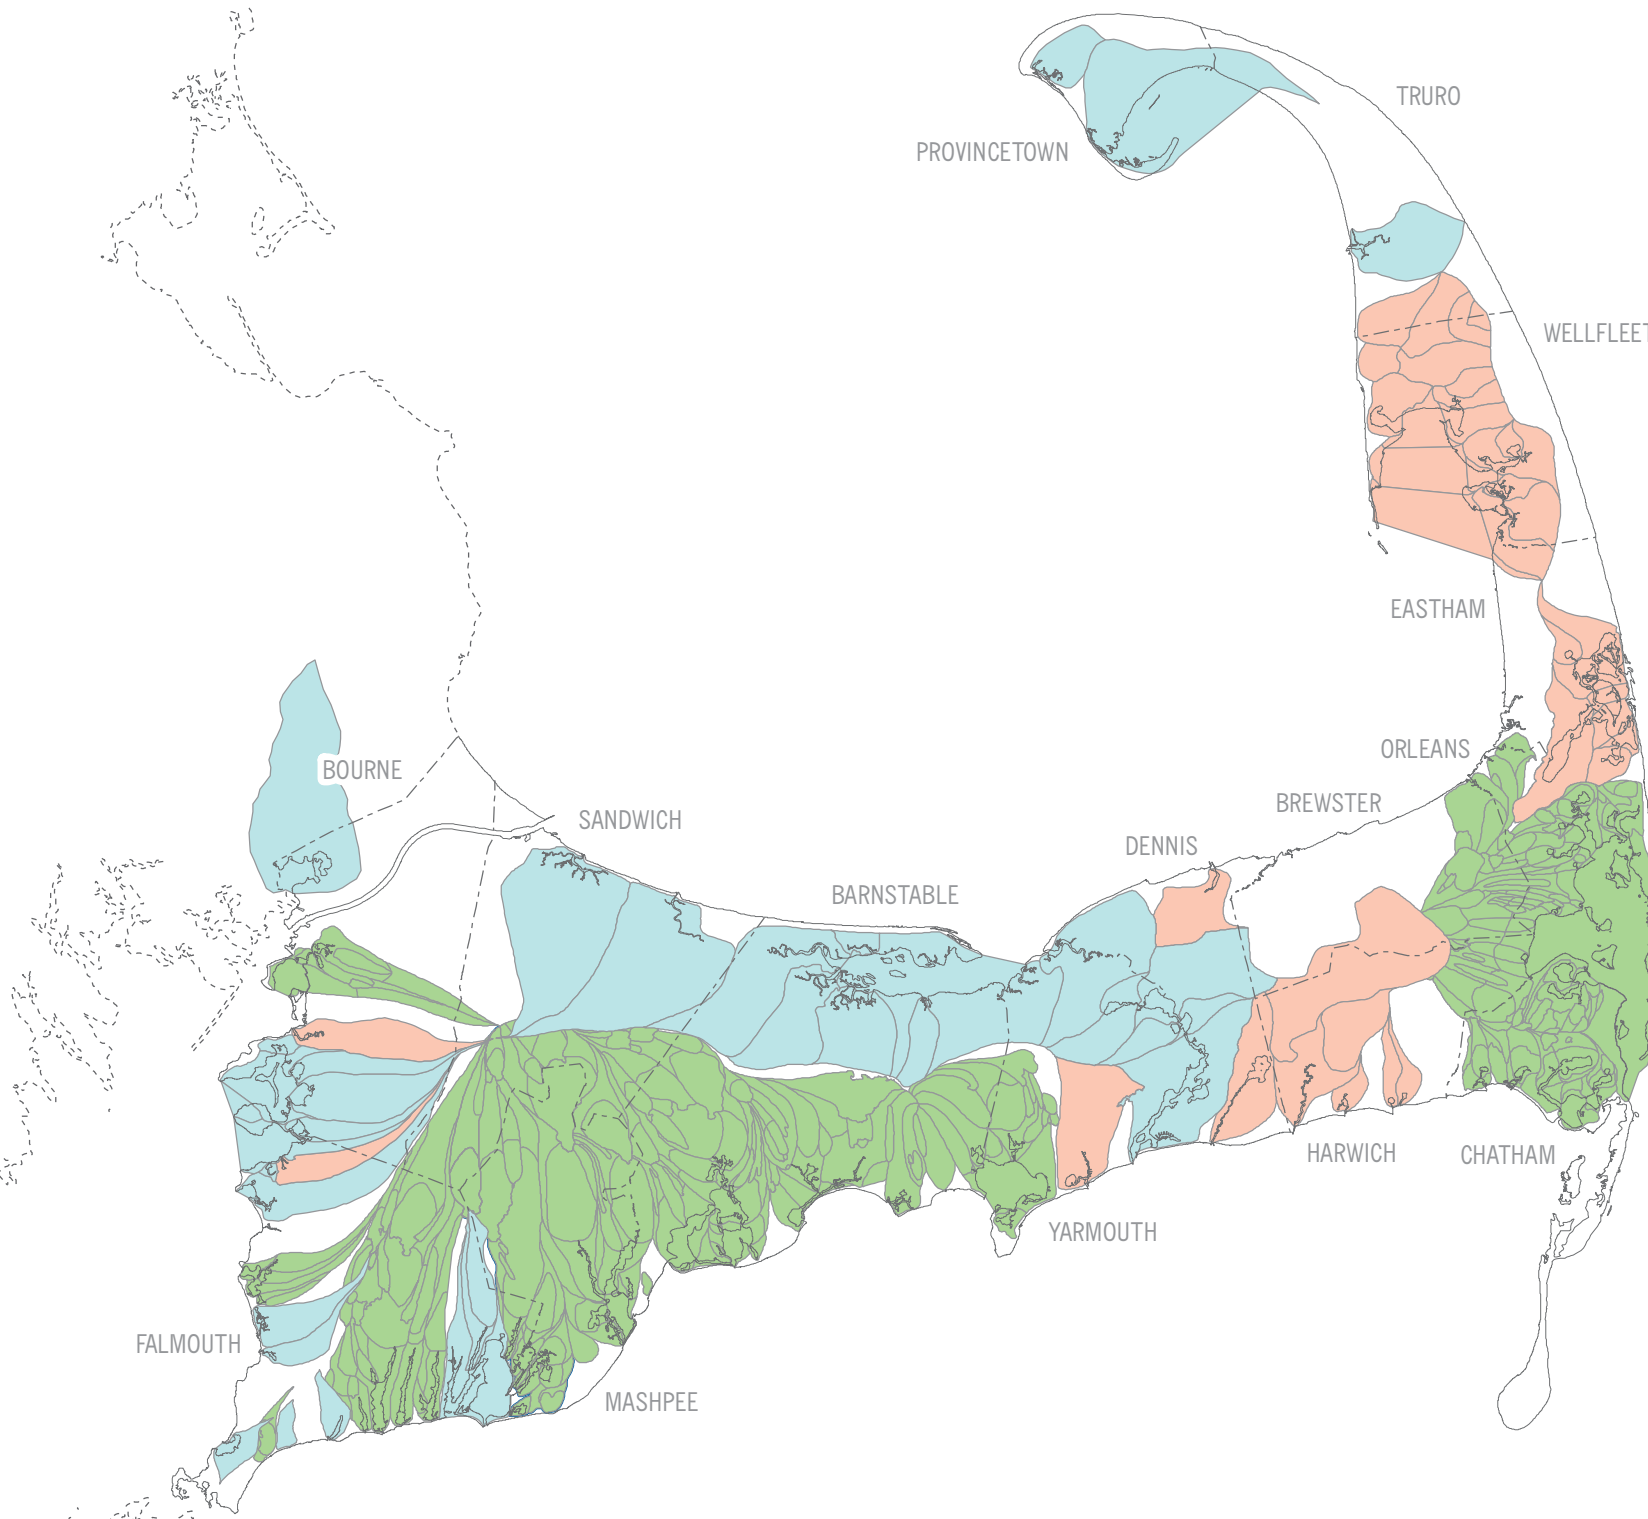 TRURO
PROVINCETOWN
WELLFLEET
EASTHAM
ORLEANS
BOURNE
BREWSTER
SANDWICH
DENNIS
BARNSTABLE
HARWICH
CHATHAM
YARMOUTH
FALMOUTH
MASHPEE